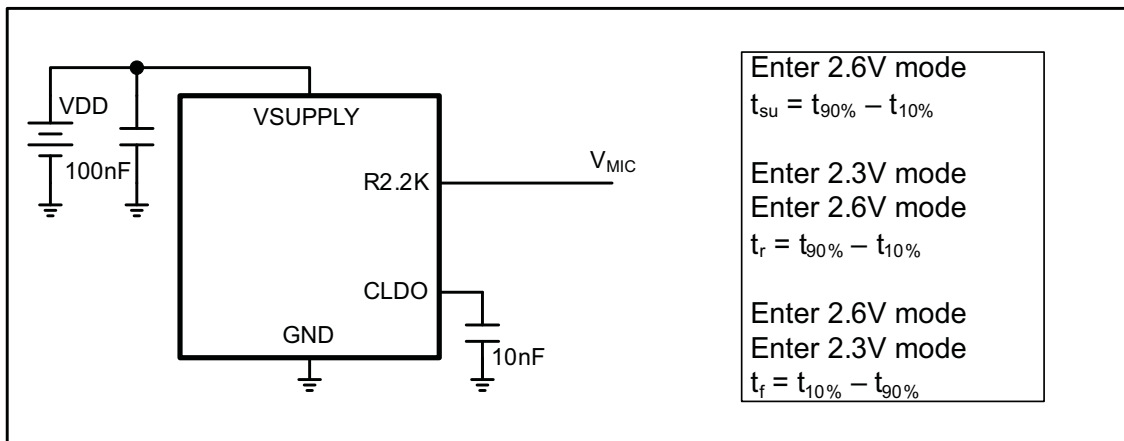 VDD
VSUPPLY
100nF
R2.2K
V_MIC
CLDO
GND
10nF
Enter 2.6V mode
t_su = t_90% – t_10%
Enter 2.3V mode
Enter 2.6V mode
t_r = t_90% – t_10%
Enter 2.6V mode
Enter 2.3V mode
t_f = t_10% – t_90%